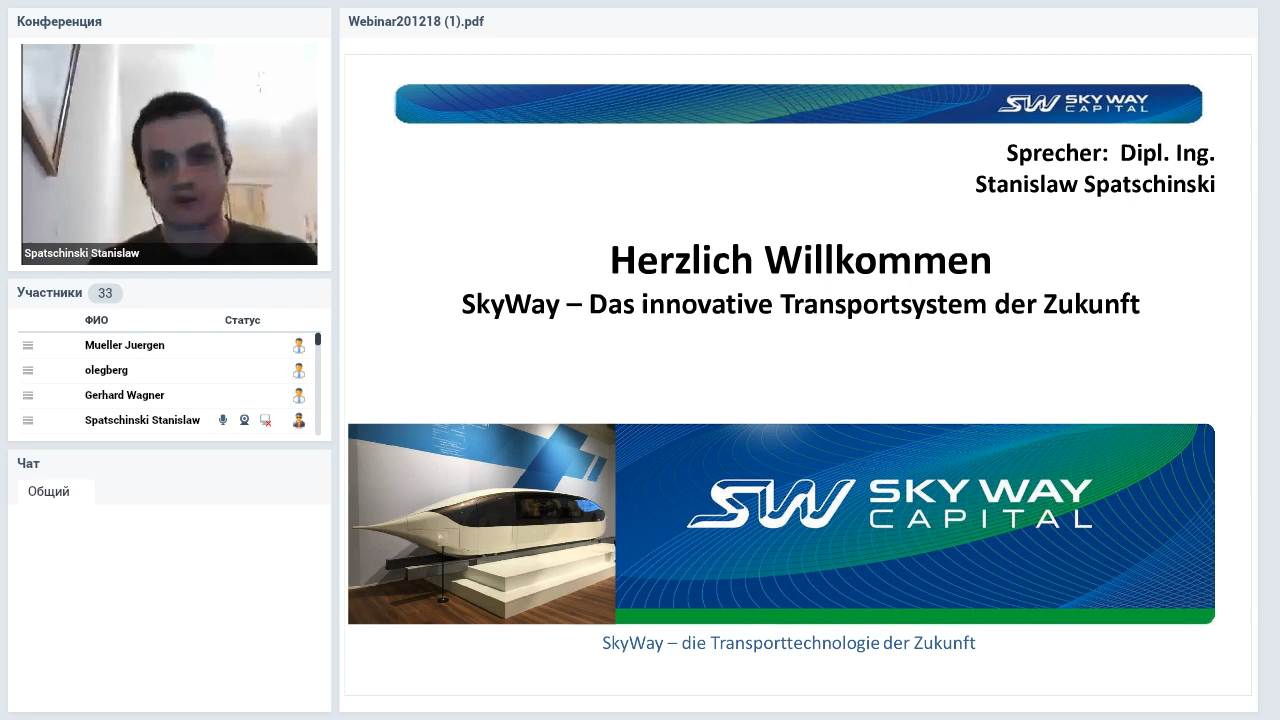 Конференция
Spatschinski Stanislaw
Участники 33
ФИО Статус
Mueller Juergen
olegberg
Gerhard Wagner
Spatschinski Stanislaw
Чат
Общий
Webinar201218 (1).pdf
SW SKY WAY
CAPITAL
Sprecher: Dipl. Ing.
Stanislaw Spatschinski
Herzlich Willkommen
SkyWay – Das innovative Transportsystem der Zukunft
SW SKY WAY
CAPITAL
SkyWay – die Transporttechnologie der Zukunft